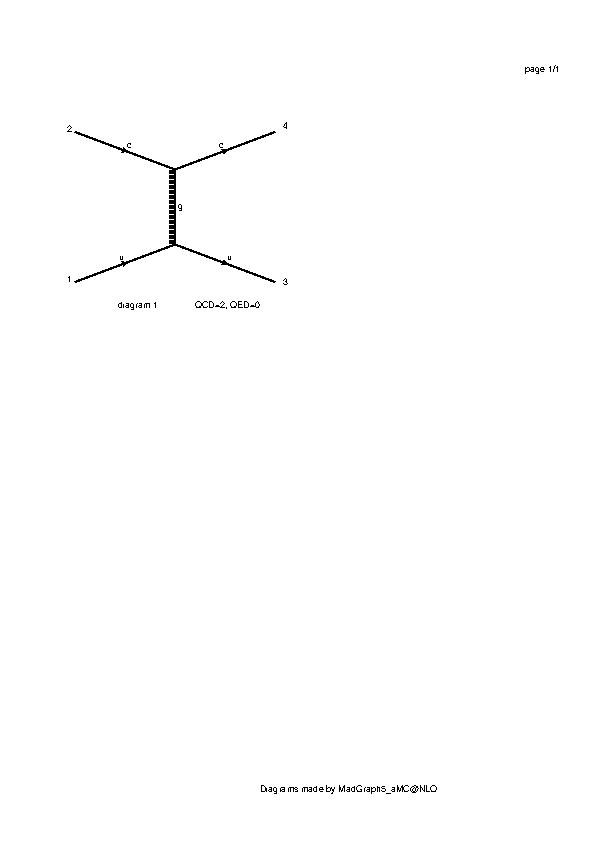 page 1/1
2
4
c
c
g
u
u
1
3
diagram 1 QCD=2, QED=0
Diagrams made by MadGraph5_aMC@NLO